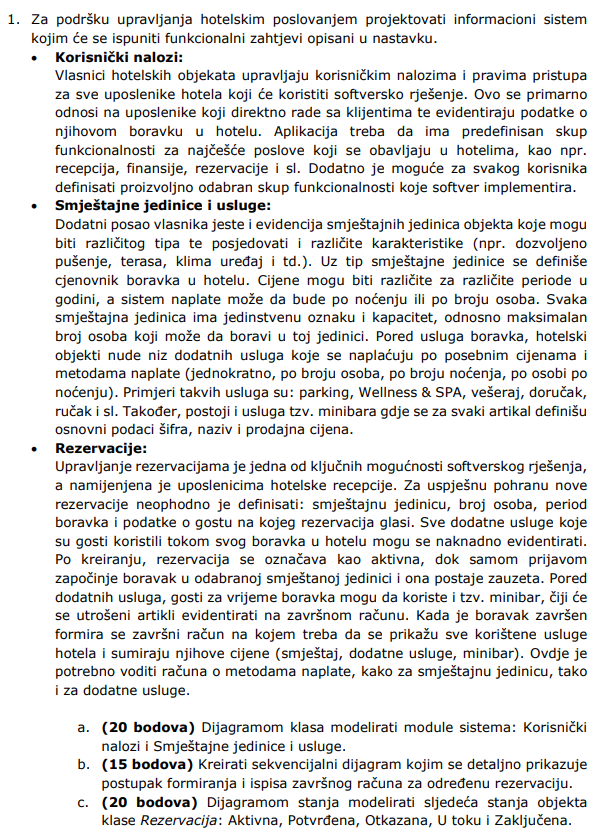 1. Za podršku upravljanja hotelskim poslovanjem projektovati informacioni sistem
kojim će se ispuniti funkcionalni zahtjevi opisani u nastavku.
• Korisnički nalozi:
Vlasnici hotelskih objekata upravljaju korisničkim nalozima i pravima pristupa
za sve uposlenike hotela koji će koristiti softversko rješenje. Ovo se primarno
odnosi na uposlenike koji direktno rade sa klijentima te evidentiraju podatke o
njihovom boravku u hotelu. Aplikacija treba da ima predefinisan skup
funkcionalnosti za najčešće poslove koji se obavljaju u hotelima, kao npr.
recepcija, finansije, rezervacije i sl. Dodatno je moguće za svakog korisnika
definisati proizvoljno odabran skup funkcionalnosti koje softver implementira.
• Smještajne jedinice i usluge:
Dodatni posao vlasnika jeste i evidencija smještajnih jedinica objekta koje mogu
biti različitog tipa te posjedovati i različite karakteristike (npr. dozvoljeno
pušenje, terasa, klima uređaj i td.). Uz tip smještajne jedinice se definiše
cjenovnik boravka u hotelu. Cijene mogu biti različite za različite periode u
godini, a sistem naplate može da bude po noćenju ili po broju osoba. Svaka
smještajna jedinica ima jedinstvenu oznaku i kapacitet, odnosno maksimalan
broj osoba koji može da boravi u toj jedinici. Pored usluga boravka, hotelski
objekti nude niz dodatnih usluga koje se naplaćuju po posebnim cijenama i
metodama naplate (jednokratno, po broju osoba, po broju noćenja, po osobi po
noćenju). Primjeri takvih usluga su: parking, Wellness & SPA, vešeraj, doručak,
ručak i sl. Također, postoji i usluga tzv. minibara gdje se za svaki artikal definišu
osnovni podaci šifra, naziv i prodajna cijena.
• Rezervacije:
Upravljanje rezervacijama je jedna od ključnih mogućnosti softverskog rješenja,
a namijenjena je uposlenicima hotelske recepcije. Za uspješnu pohranu nove
rezervacije neophodno je definisati: smještajnu jedinicu, broj osoba, period
boravka i podatke o gostu na kojeg rezervacija glasi. Sve dodatne usluge koje
su gosti koristili tokom svog boravka u hotelu mogu se naknadno evidentirati.
Po kreiranju, rezervacija se označava kao aktivna, dok samom prijavom
započinje boravak u odabranoj smještanoj jedinici i ona postaje zauzeta. Pored
dodatnih usluga, gosti za vrijeme boravka mogu da koriste i tzv. minibar, čiji će
se utrošeni artikli evidentirati na završnom računu. Kada je boravak završen
formira se završni račun na kojem treba da se prikažu sve korištene usluge
hotela i sumiraju njihove cijene (smještaj, dodatne usluge, minibar). Ovdje je
potrebno voditi računa o metodama naplate, kako za smještajnu jedinicu, tako
i za dodatne usluge.
a. (20 bodova) Dijagramom klasa modelirati module sistema: Korisnički
nalozi i Smještajne jedinice i usluge.
b. (15 bodova) Kreirati sekvencijalni dijagram kojim se detaljno prikazuje
postupak formiranja i ispisa završnog računa za određenu rezervaciju.
c. (20 bodova) Dijagramom stanja modelirati sljedeća stanja objekta
klase Rezervacija: Aktivna, Potvrđena, Otkazana, U toku i Zaključena.